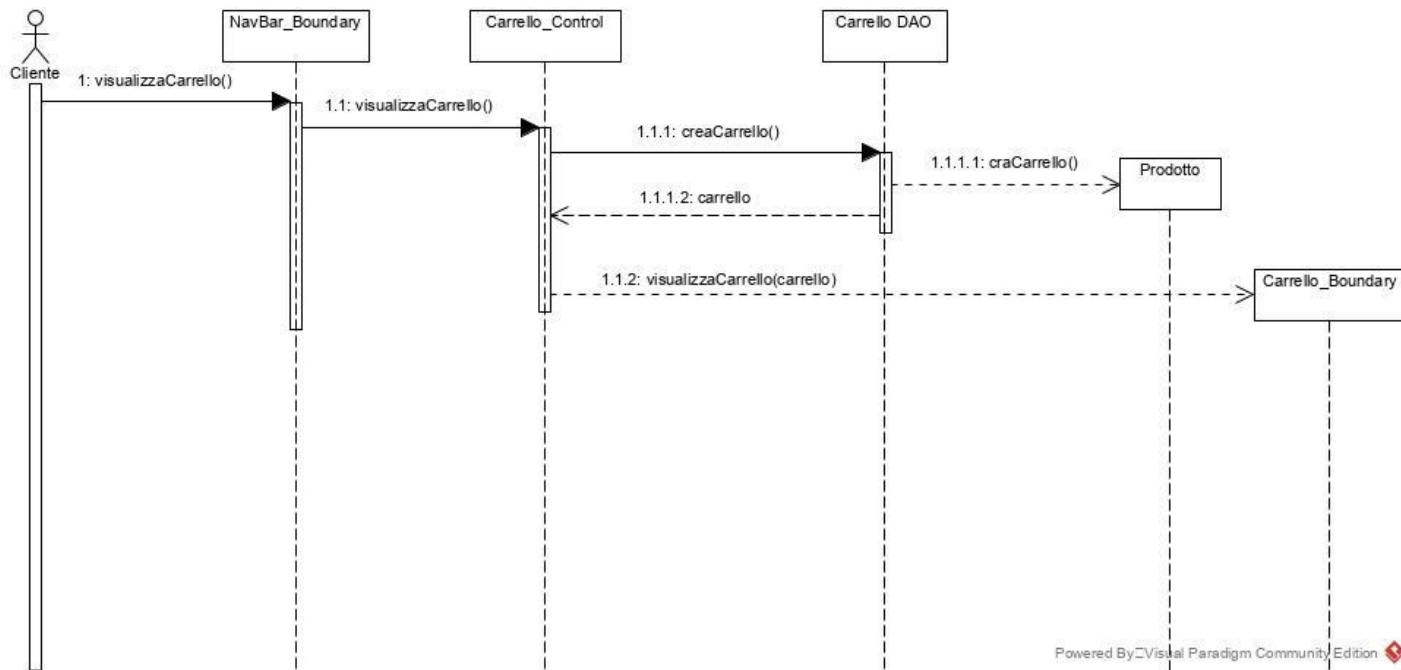 NavBar_Boundary
Carrello_Control
Carrello DAO
Cliente
1: visualizzaCarrello()
1.1: visualizzaCarrello()
1.1.1: creaCarrello()
1.1.1.1: craCarrello()
Prodotto
1.1.1.2: carrello
1.1.2: visualizzaCarrello(carrello)
Carrello_Boundary
Powered By Visual Paradigm Community Edition